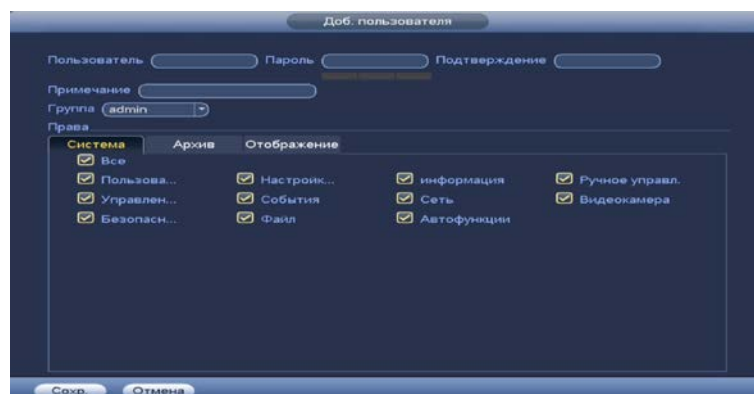 Доб. пользователя
Пользователь Пароль Подтверждение
Примечание
Группа admin
Права
Система Архив Отображение
Все
Пользова... Настройк... информация Ручное управл.
Управлен... События Сеть Видеокамера
Безопасн... Файл Автофункции
Сохр. Отмена